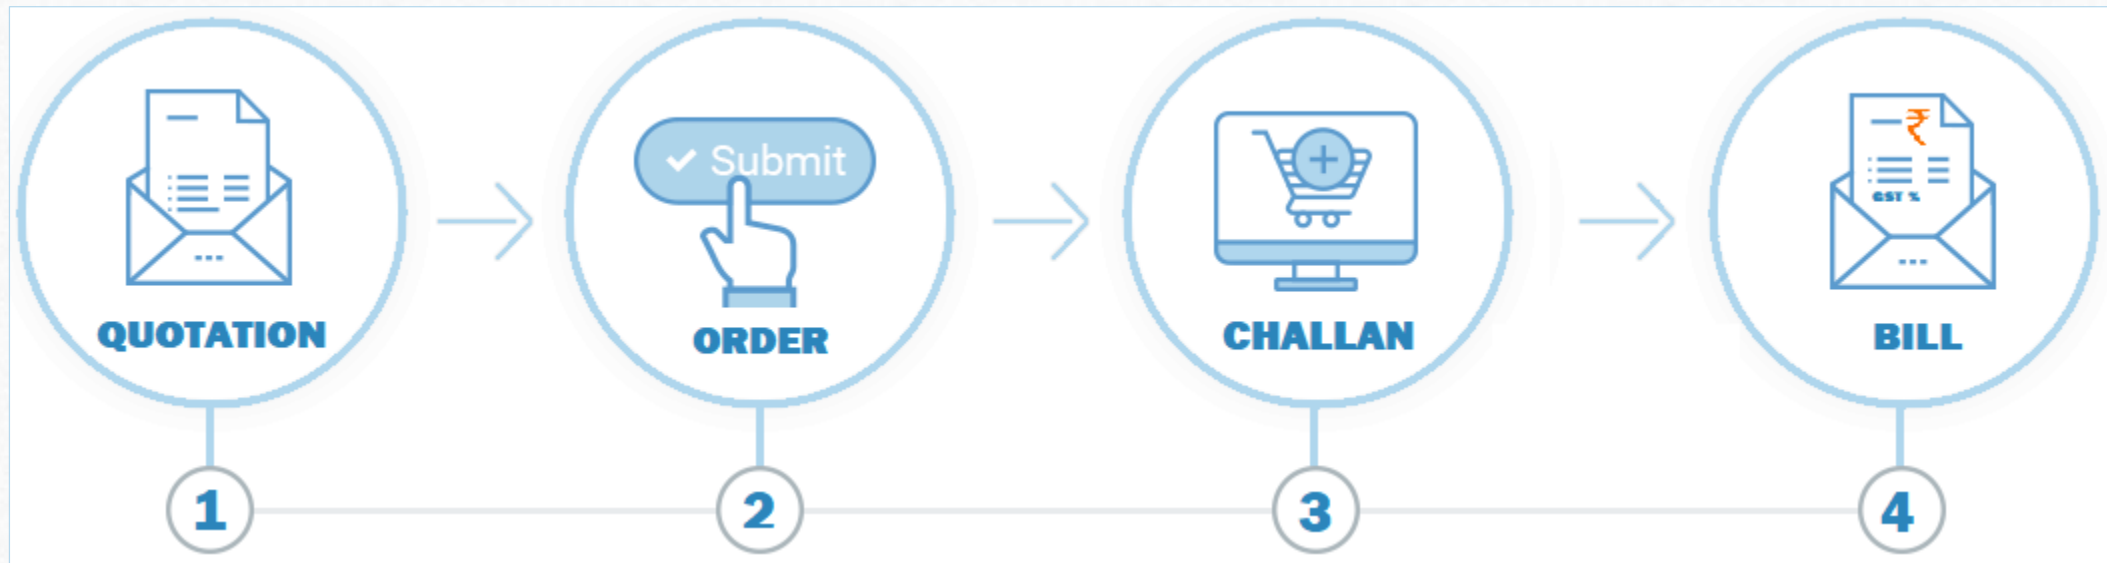 ✓ Submit
₹
GST %
QUOTATION
ORDER
CHALLAN
BILL
1
2
3
4